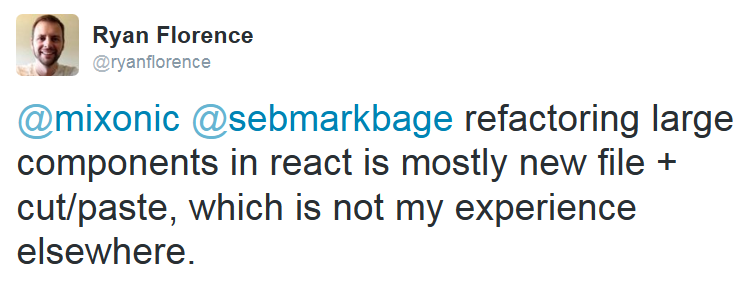 Ryan Florence
@ryanflorence
@mixonic @sebmarkbage refactoring large
components in react is mostly new file +
cut/paste, which is not my experience
elsewhere.